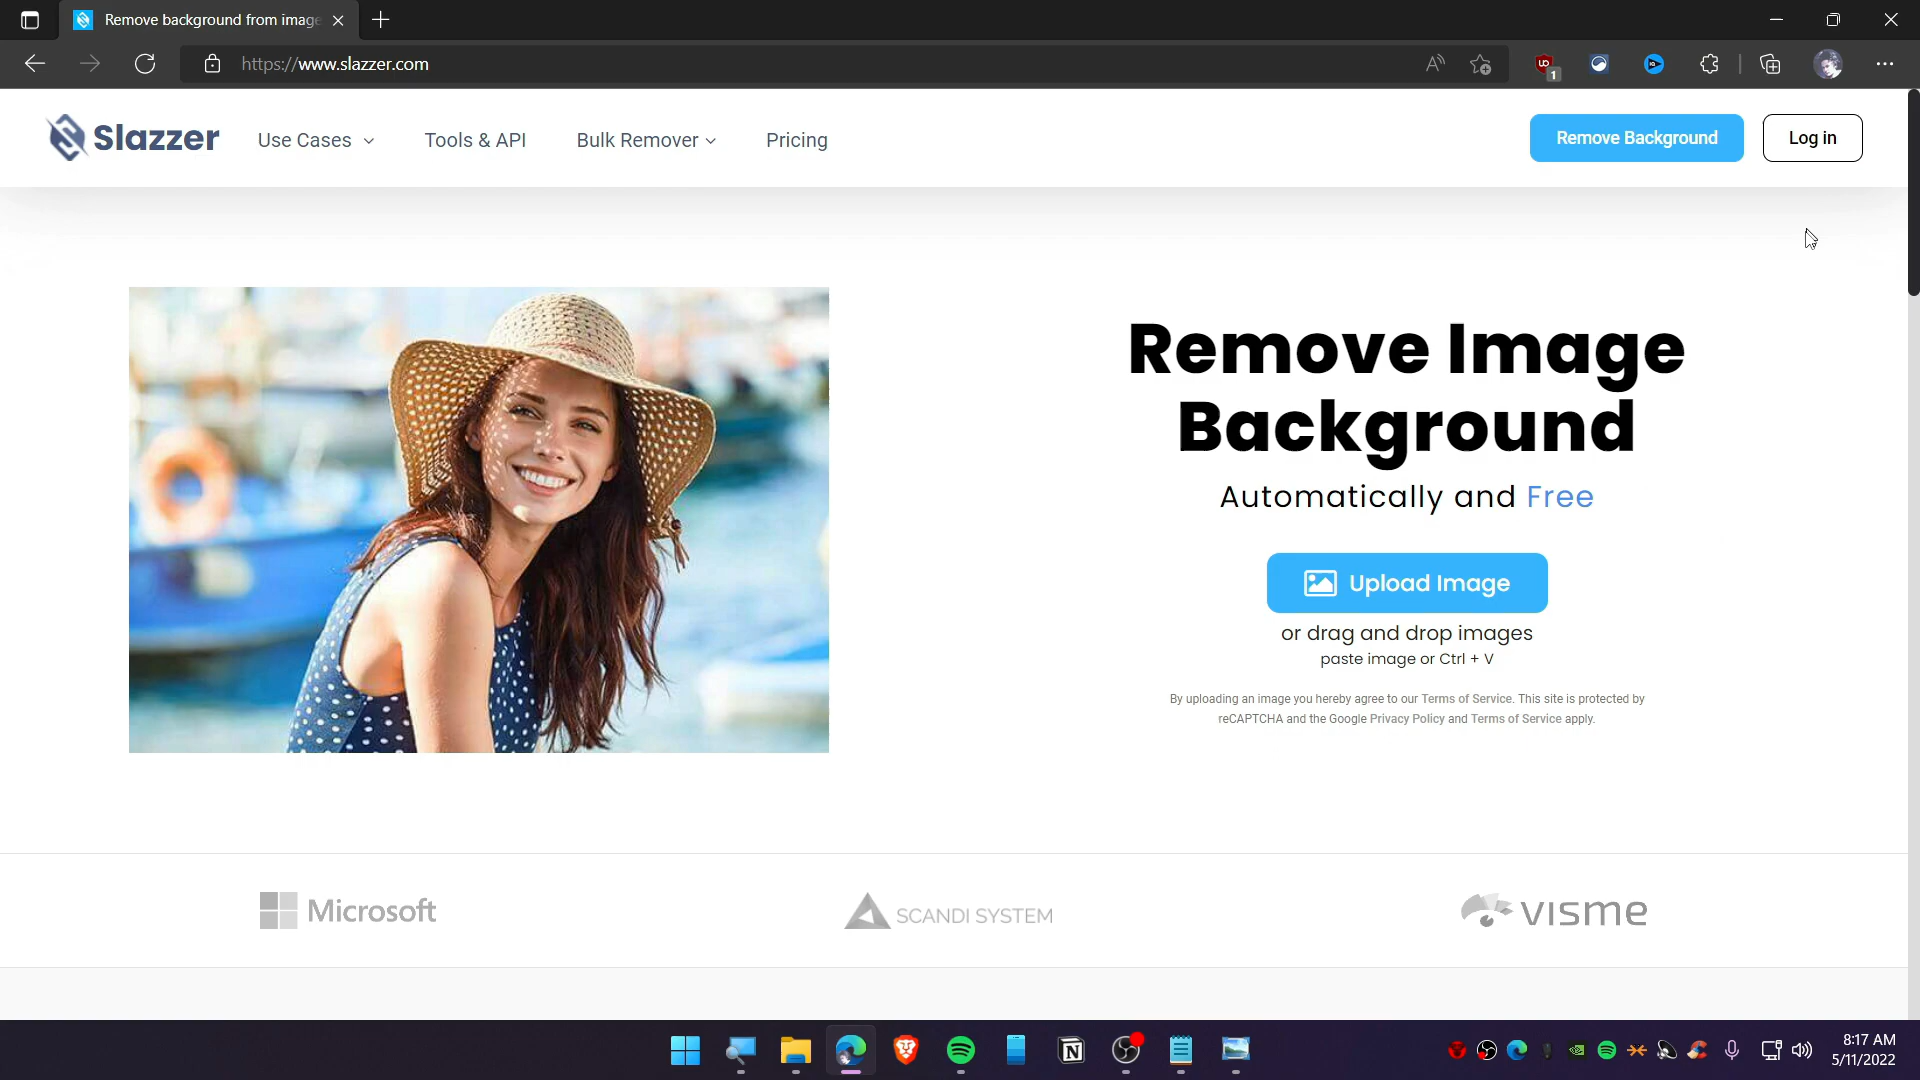 Remove background from image
https://www.slazzer.com
1
Slazzer
Use Cases
Tools & API
Bulk Remover
Pricing
Remove Background
Log in
Remove Image
Background
Automatically and Free
Upload Image
or drag and drop images
paste image or Ctrl + V
By uploading an image you hereby agree to our Terms of Service. This site is protected by
reCAPTCHA and the Google Privacy Policy and Terms of Service apply.
Microsoft
SCANDI SYSTEM
visme
8:17 AM
5/11/2022